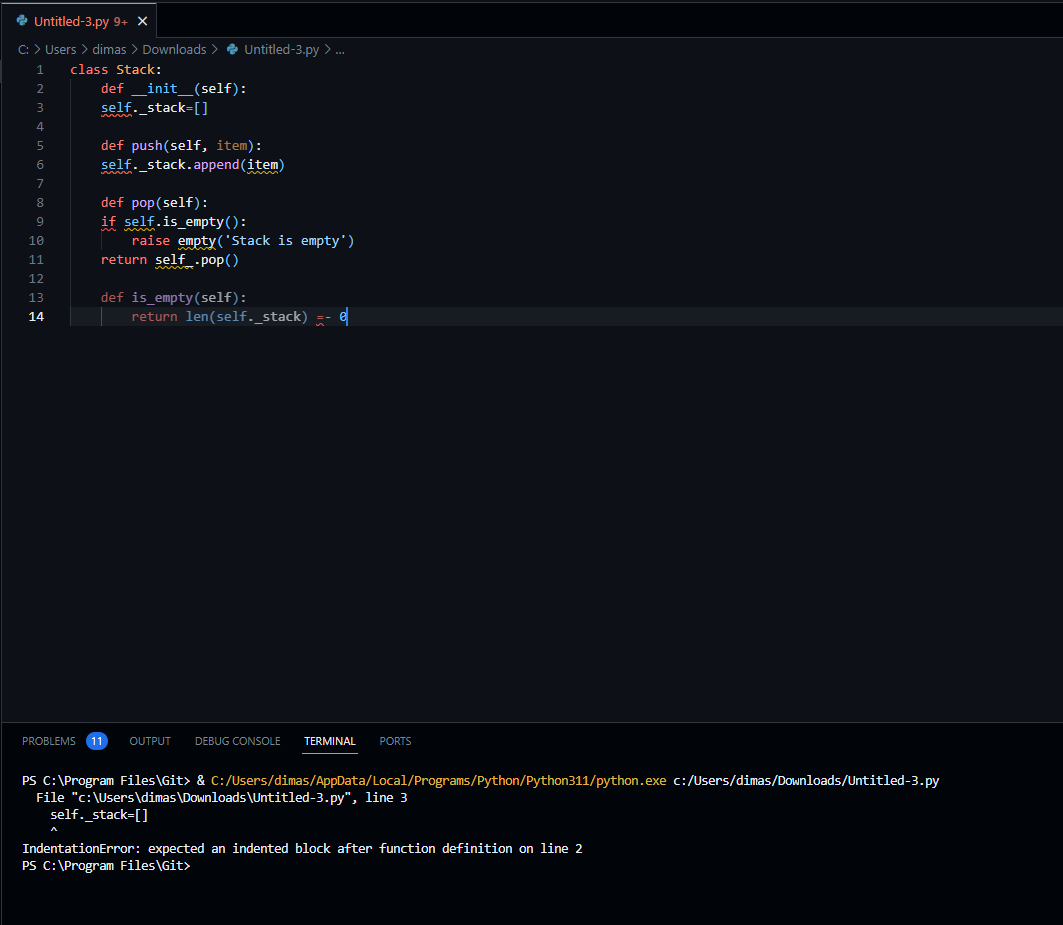 Untitled-3.py 9+
C: > Users > dimas > Downloads > Untitled-3.py > ...
1 class Stack:
2     def __init__(self):
3     self._stack=[]
4
5     def push(self, item):
6     self._stack.append(item)
7
8     def pop(self):
9     if self.is_empty():
10         raise empty('Stack is empty')
11     return self_.pop()
12
13     def is_empty(self):
14         return len(self._stack) =- 0
PROBLEMS 11 OUTPUT DEBUG CONSOLE TERMINAL PORTS
PS C:\Program Files\Git> & C:/Users/dimas/AppData/Local/Programs/Python/Python311/python.exe c:/Users/dimas/Downloads/Untitled-3.py
  File "c:\Users\dimas\Downloads\Untitled-3.py", line 3
    self._stack=[]
    ^
IndentationError: expected an indented block after function definition on line 2
PS C:\Program Files\Git>